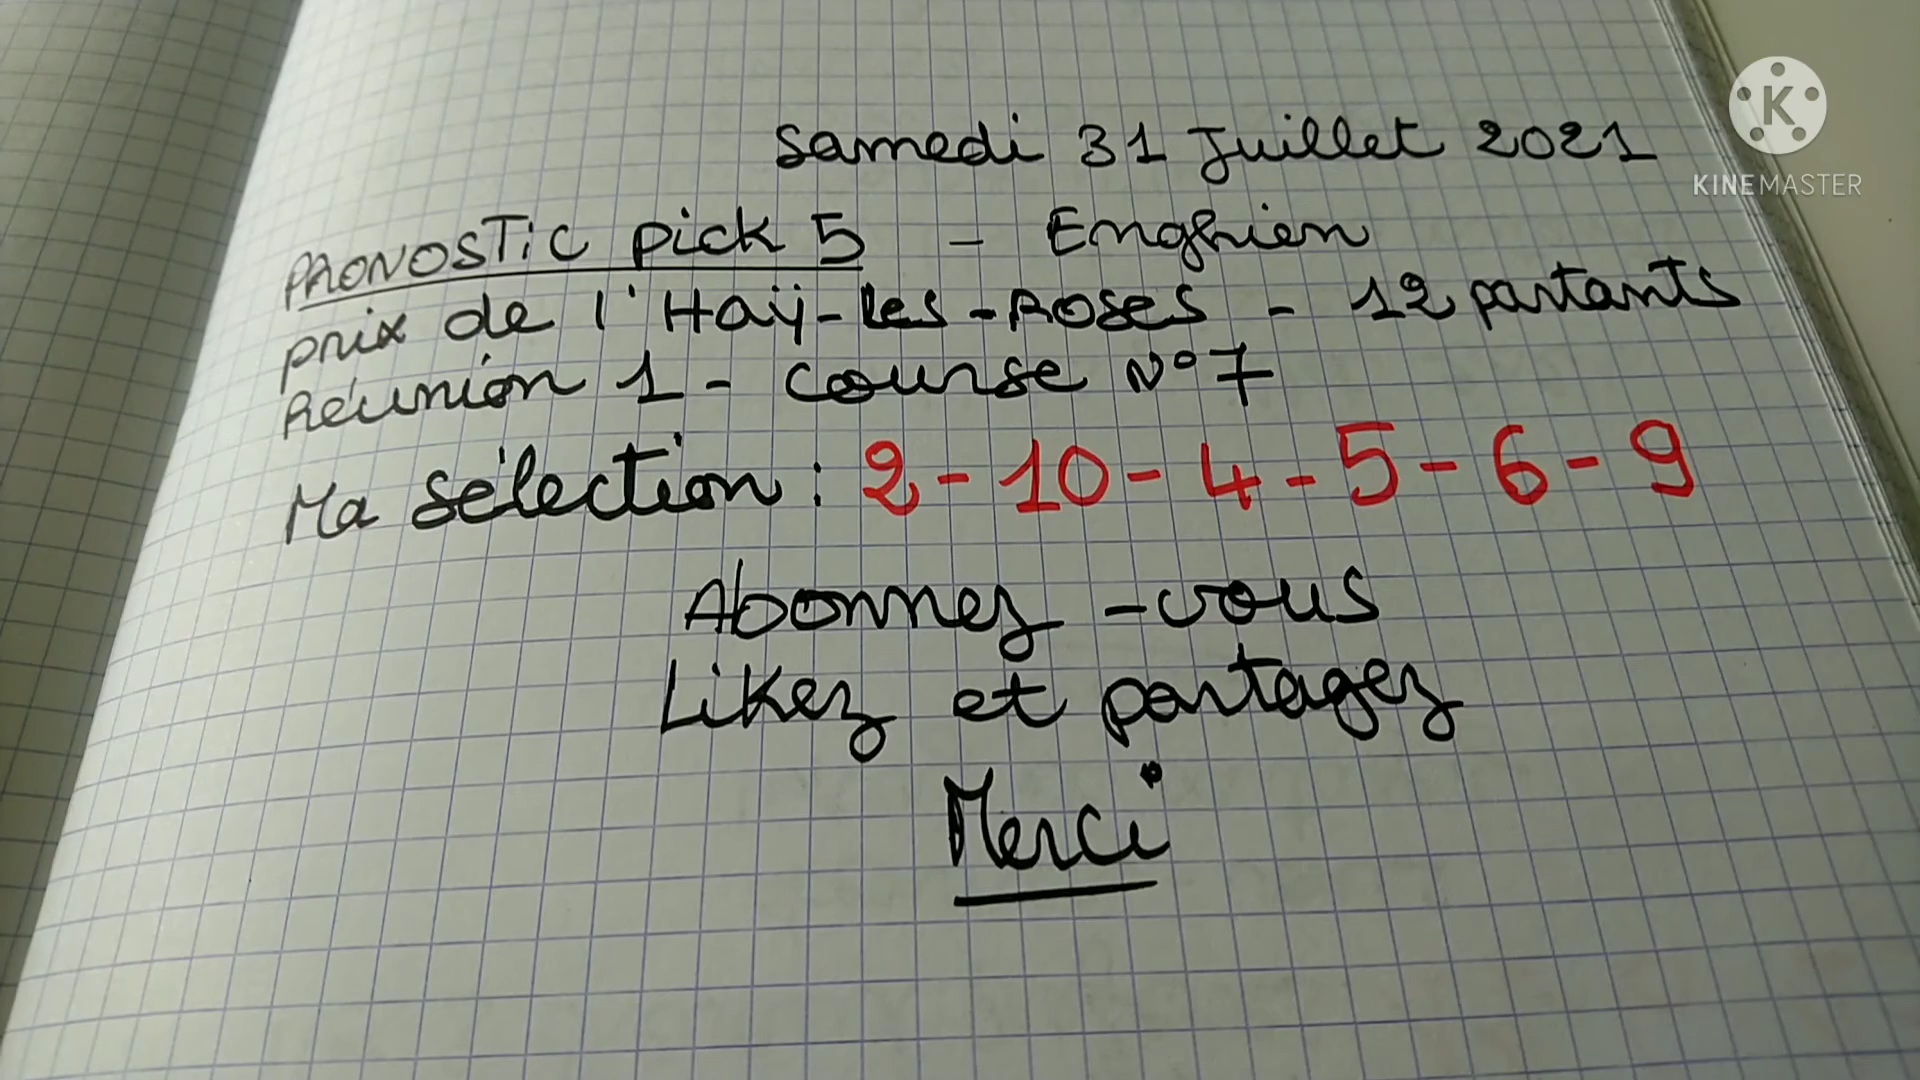 Samedi 31 Juillet 2021
KINEMASTER
PRONOSTIC pick 5 - Enghien
prix de l'Haÿ-Les-Roses - 12 partants
Réunion 1 - course N°7
Ma sélection : 2 - 10 - 4 - 5 - 6 - 9
Abonnez-vous
Likez et partagez
Merci